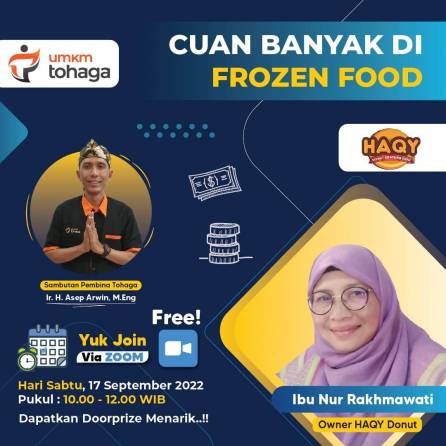 umkm
tohaga
CUAN BANYAK DI
FROZEN FOOD
HAQY
Sambutan Pembina Tohaga
Ir. H. Asep Arwin, M.Eng
Free!
Yuk Join
Via ZOOM
Hari Sabtu, 17 September 2022
Pukul : 10.00 - 12.00 WIB
Dapatkan Doorprize Menarik..!!
Ibu Nur Rakhmawati
Owner HAQY Donut